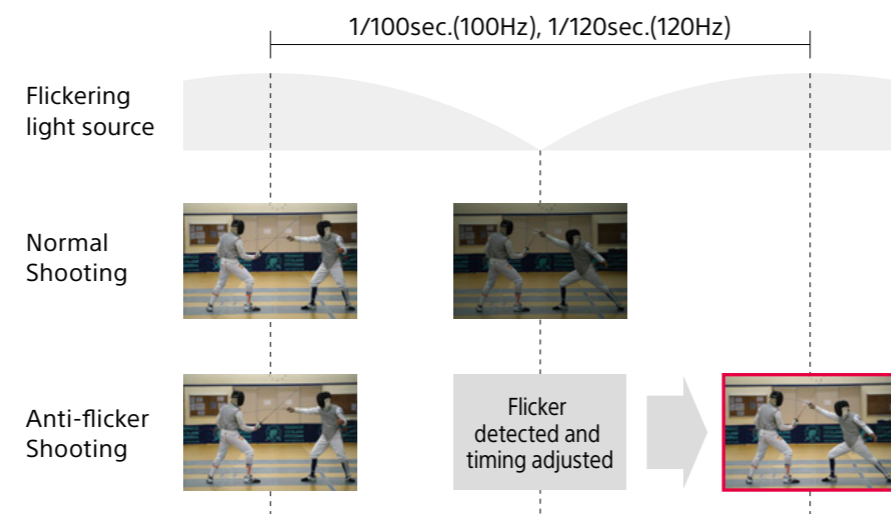 1/100sec.(100Hz), 1/120sec.(120Hz)
Flickering
light source
Normal
Shooting
Anti-flicker
Shooting
Flicker
detected and
timing adjusted